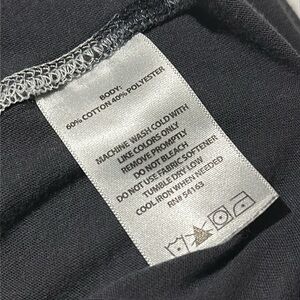 BODY:
60% COTTON 40% POLYESTER
MACHINE WASH COLD WITH
LIKE COLORS ONLY
REMOVE PROMPTLY
DO NOT BLEACH
DO NOT USE FABRIC SOFTENER
TUMBLE DRY LOW
COOL IRON WHEN NEEDED
RN# 54163